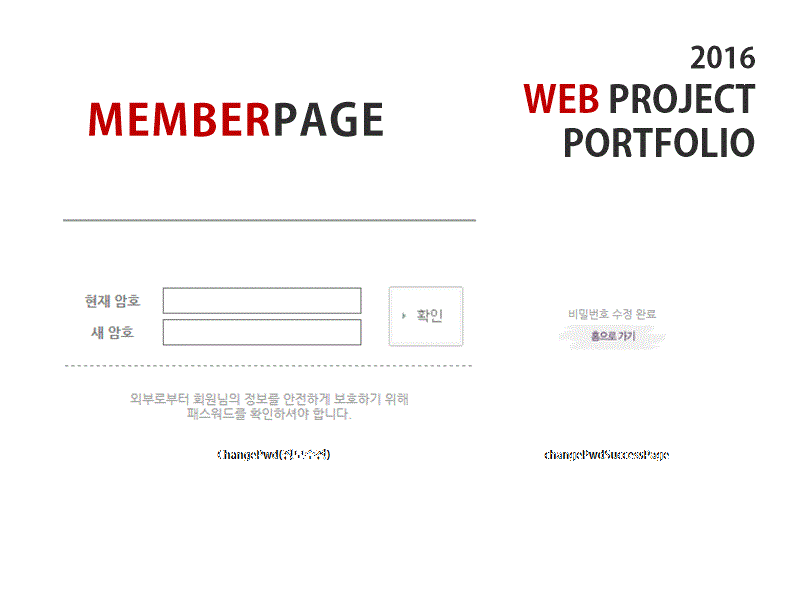 2016
WEB PROJECT
PORTFOLIO
MEMBERPAGE
현재 암호
새 암호
확인
외부로부터 회원님의 정보를 안전하게 보호하기 위해
패스워드를 확인하셔야 합니다.
ChangePwd(
비밀번호 수정 완료
홈으로 가기
changePwdSuccessPage